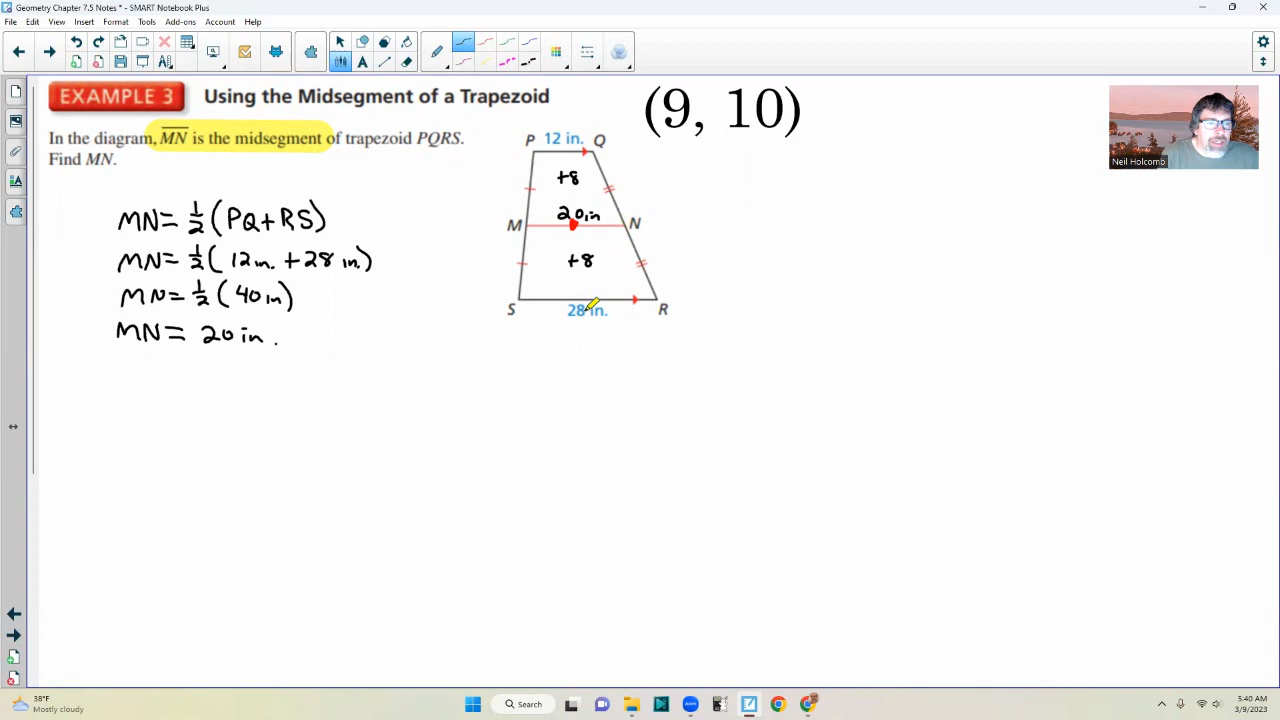 Geometry Chapter 7.5 Notes * - SMART Notebook Plus
File Edit View Insert Format Tools Add-ons Account Help
EXAMPLE 3 Using the Midsegment of a Trapezoid
(9, 10)
In the diagram, MN is the midsegment of trapezoid PQRS.
Find MN.
P 12 in. Q
+8
20in
M N
+8
S 28 in. R
MN = 1/2 (PQ + RS)
MN = 1/2 (12 in. + 28 in.)
MN = 1/2 (40 in)
MN = 20 in.
Neil Holcomb
38°F
Mostly cloudy
Search
5:40 AM
3/9/2023